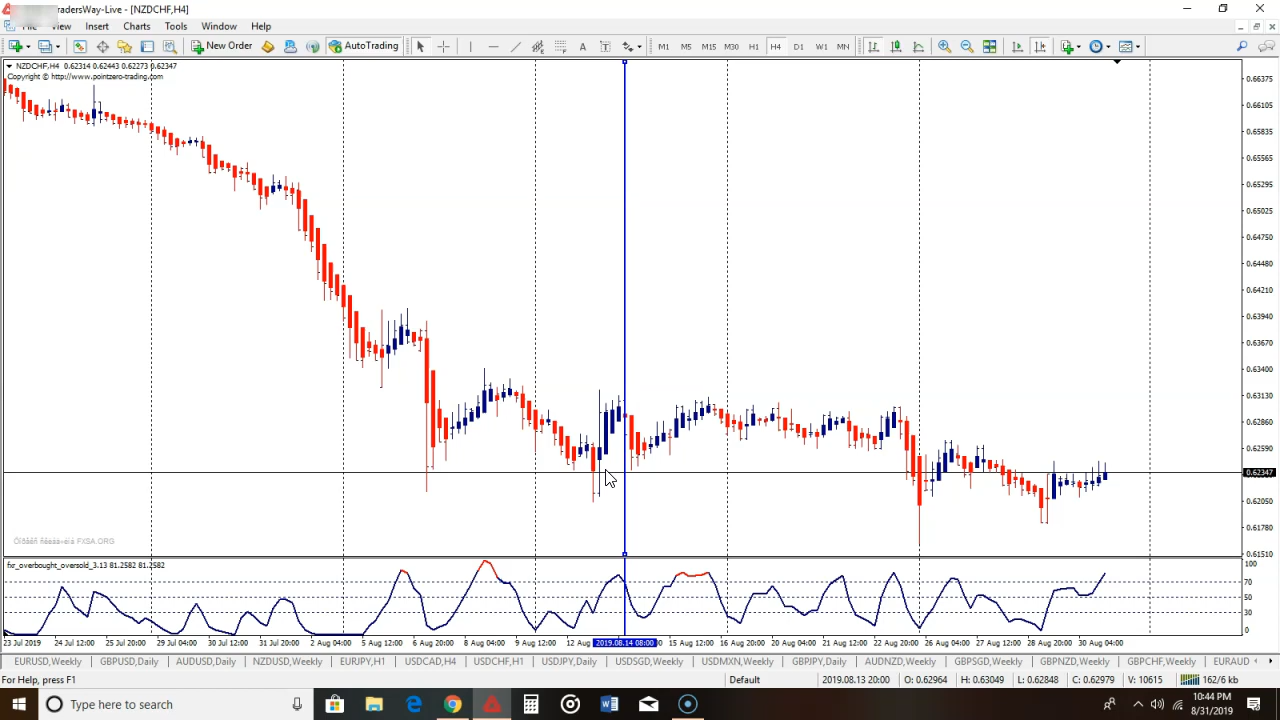 TradersWay-Live - [NZDCHF,H4]
View Insert Charts Tools Window Help
New Order AutoTrading A T M1 M5 M15 M30 H1 H4 D1 W1 MN
NZDCHF,H4 0.62314 0.62443 0.62273 0.62347
Copyright © http://www.pointzero-trading.com
0.66375
0.66105
0.65835
0.65565
0.65295
0.65025
0.64750
0.64480
0.64210
0.63940
0.63670
0.63400
0.63130
0.62860
0.62590
0.62347
0.62050
0.61780
0.61510
FXSA.ORG
fxr_overbought_oversold_3.13 81.2582 81.2582
100
70
50
30
0
23 Jul 2019 24 Jul 12:00 25 Jul 20:00 29 Jul 04:00 30 Jul 12:00 31 Jul 20:00 2 Aug 04:00 5 Aug 12:00 6 Aug 20:00 8 Aug 04:00 9 Aug 12:00 12 Aug 2019.08.14 08:00 15 Aug 12:00 16 Aug 20:00 20 Aug 04:00 21 Aug 12:00 22 Aug 20:00 26 Aug 04:00 27 Aug 12:00 28 Aug 20:00 30 Aug 04:00
EURUSD,Weekly GBPUSD,Daily AUDUSD,Daily NZDUSD,Weekly EURJPY,H1 USDCAD,H4 USDCHF,H1 USDJPY,Daily USDSGD,Weekly USDMXN,Weekly GBPJPY,Daily AUDNZD,Weekly GBPSGD,Weekly GBPNZD,Weekly GBPCHF,Weekly EURAUD
For Help, press F1 Default 2019.08.13 20:00 O: 0.62964 H: 0.63049 L: 0.62848 C: 0.62979 V: 10615 162/6 kb
Type here to search
10:44 PM
8/31/2019